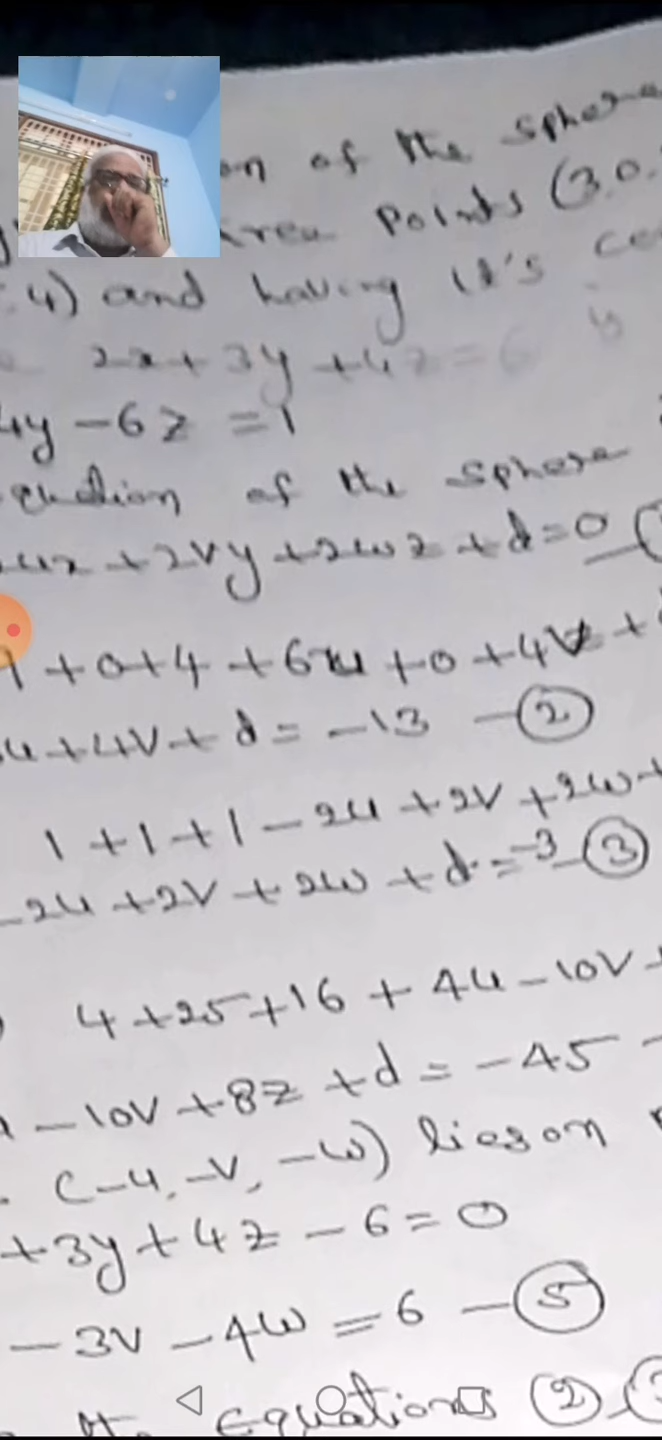 on of the sphere
points (3.0.
4) and having it's ce
2x + 3y + 4z = 6
4y - 6z = 1
equation of the sphere
2ux + 2vy + 2wz + d = 0
+ 0 + 4 + 6u + 0 + 4v +
+ 4v + d = -13 - ②
1 + 1 + 1 - 2u + 2v + 2w +
-2u + 2v + 2w + d = -3 - ③
4 + 25 + 16 + 4u - 10v
- 10v + 8z + d = -45 -
(-u, -v, -w) lies on
+ 3y + 4z - 6 = 0
- 3v - 4w = 6 - ⑤
equations ②